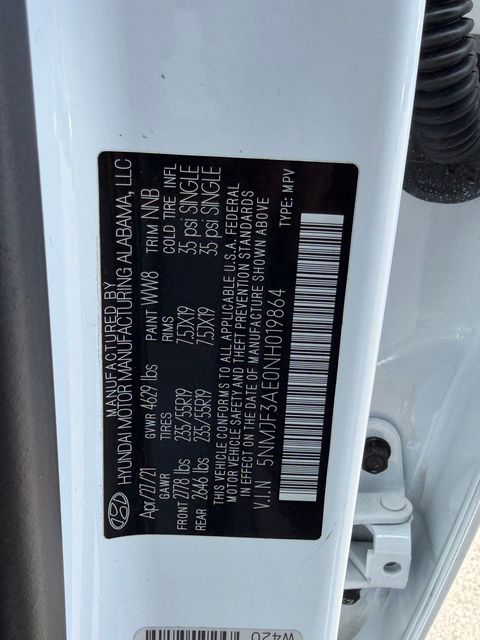 MANUFACTURED BY
HYUNDAI MOTOR MANUFACTURING ALABAMA, LLC
Apr/27/21 GVWR 4629 lbs PAINT WW8 TRIM NNB
GAWR TIRES RIMS COLD TIRE INFL
FRONT 2778 lbs 235/55R19 7.5JX19 35 psi SINGLE
REAR 2646 lbs 235/55R19 7.5JX19 35 psi SINGLE
THIS VEHICLE CONFORMS TO ALL APPLICABLE U.S.A. FEDERAL
MOTOR VEHICLE SAFETY AND THEFT PREVENTION STANDARDS
IN EFFECT ON THE DATE OF MANUFACTURE SHOWN ABOVE
V.I.N 5NMJF3AE0NH019864 TYPE: MPV
W420